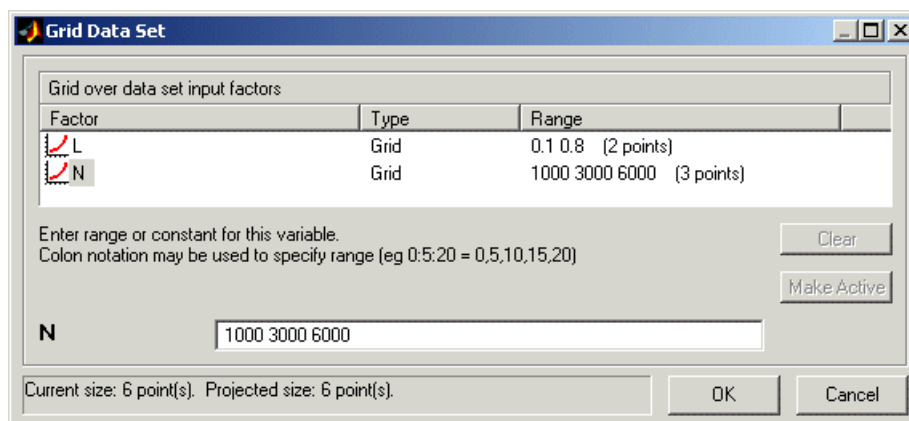 Grid Data Set
Grid over data set input factors
Factor Type Range
L Grid 0.1 0.8 (2 points)
N Grid 1000 3000 6000 (3 points)
Enter range or constant for this variable.
Colon notation may be used to specify range (eg 0:5:20 = 0,5,10,15,20)
Clear
Make Active
N 1000 3000 6000
Current size: 6 point(s). Projected size: 6 point(s).
OK Cancel